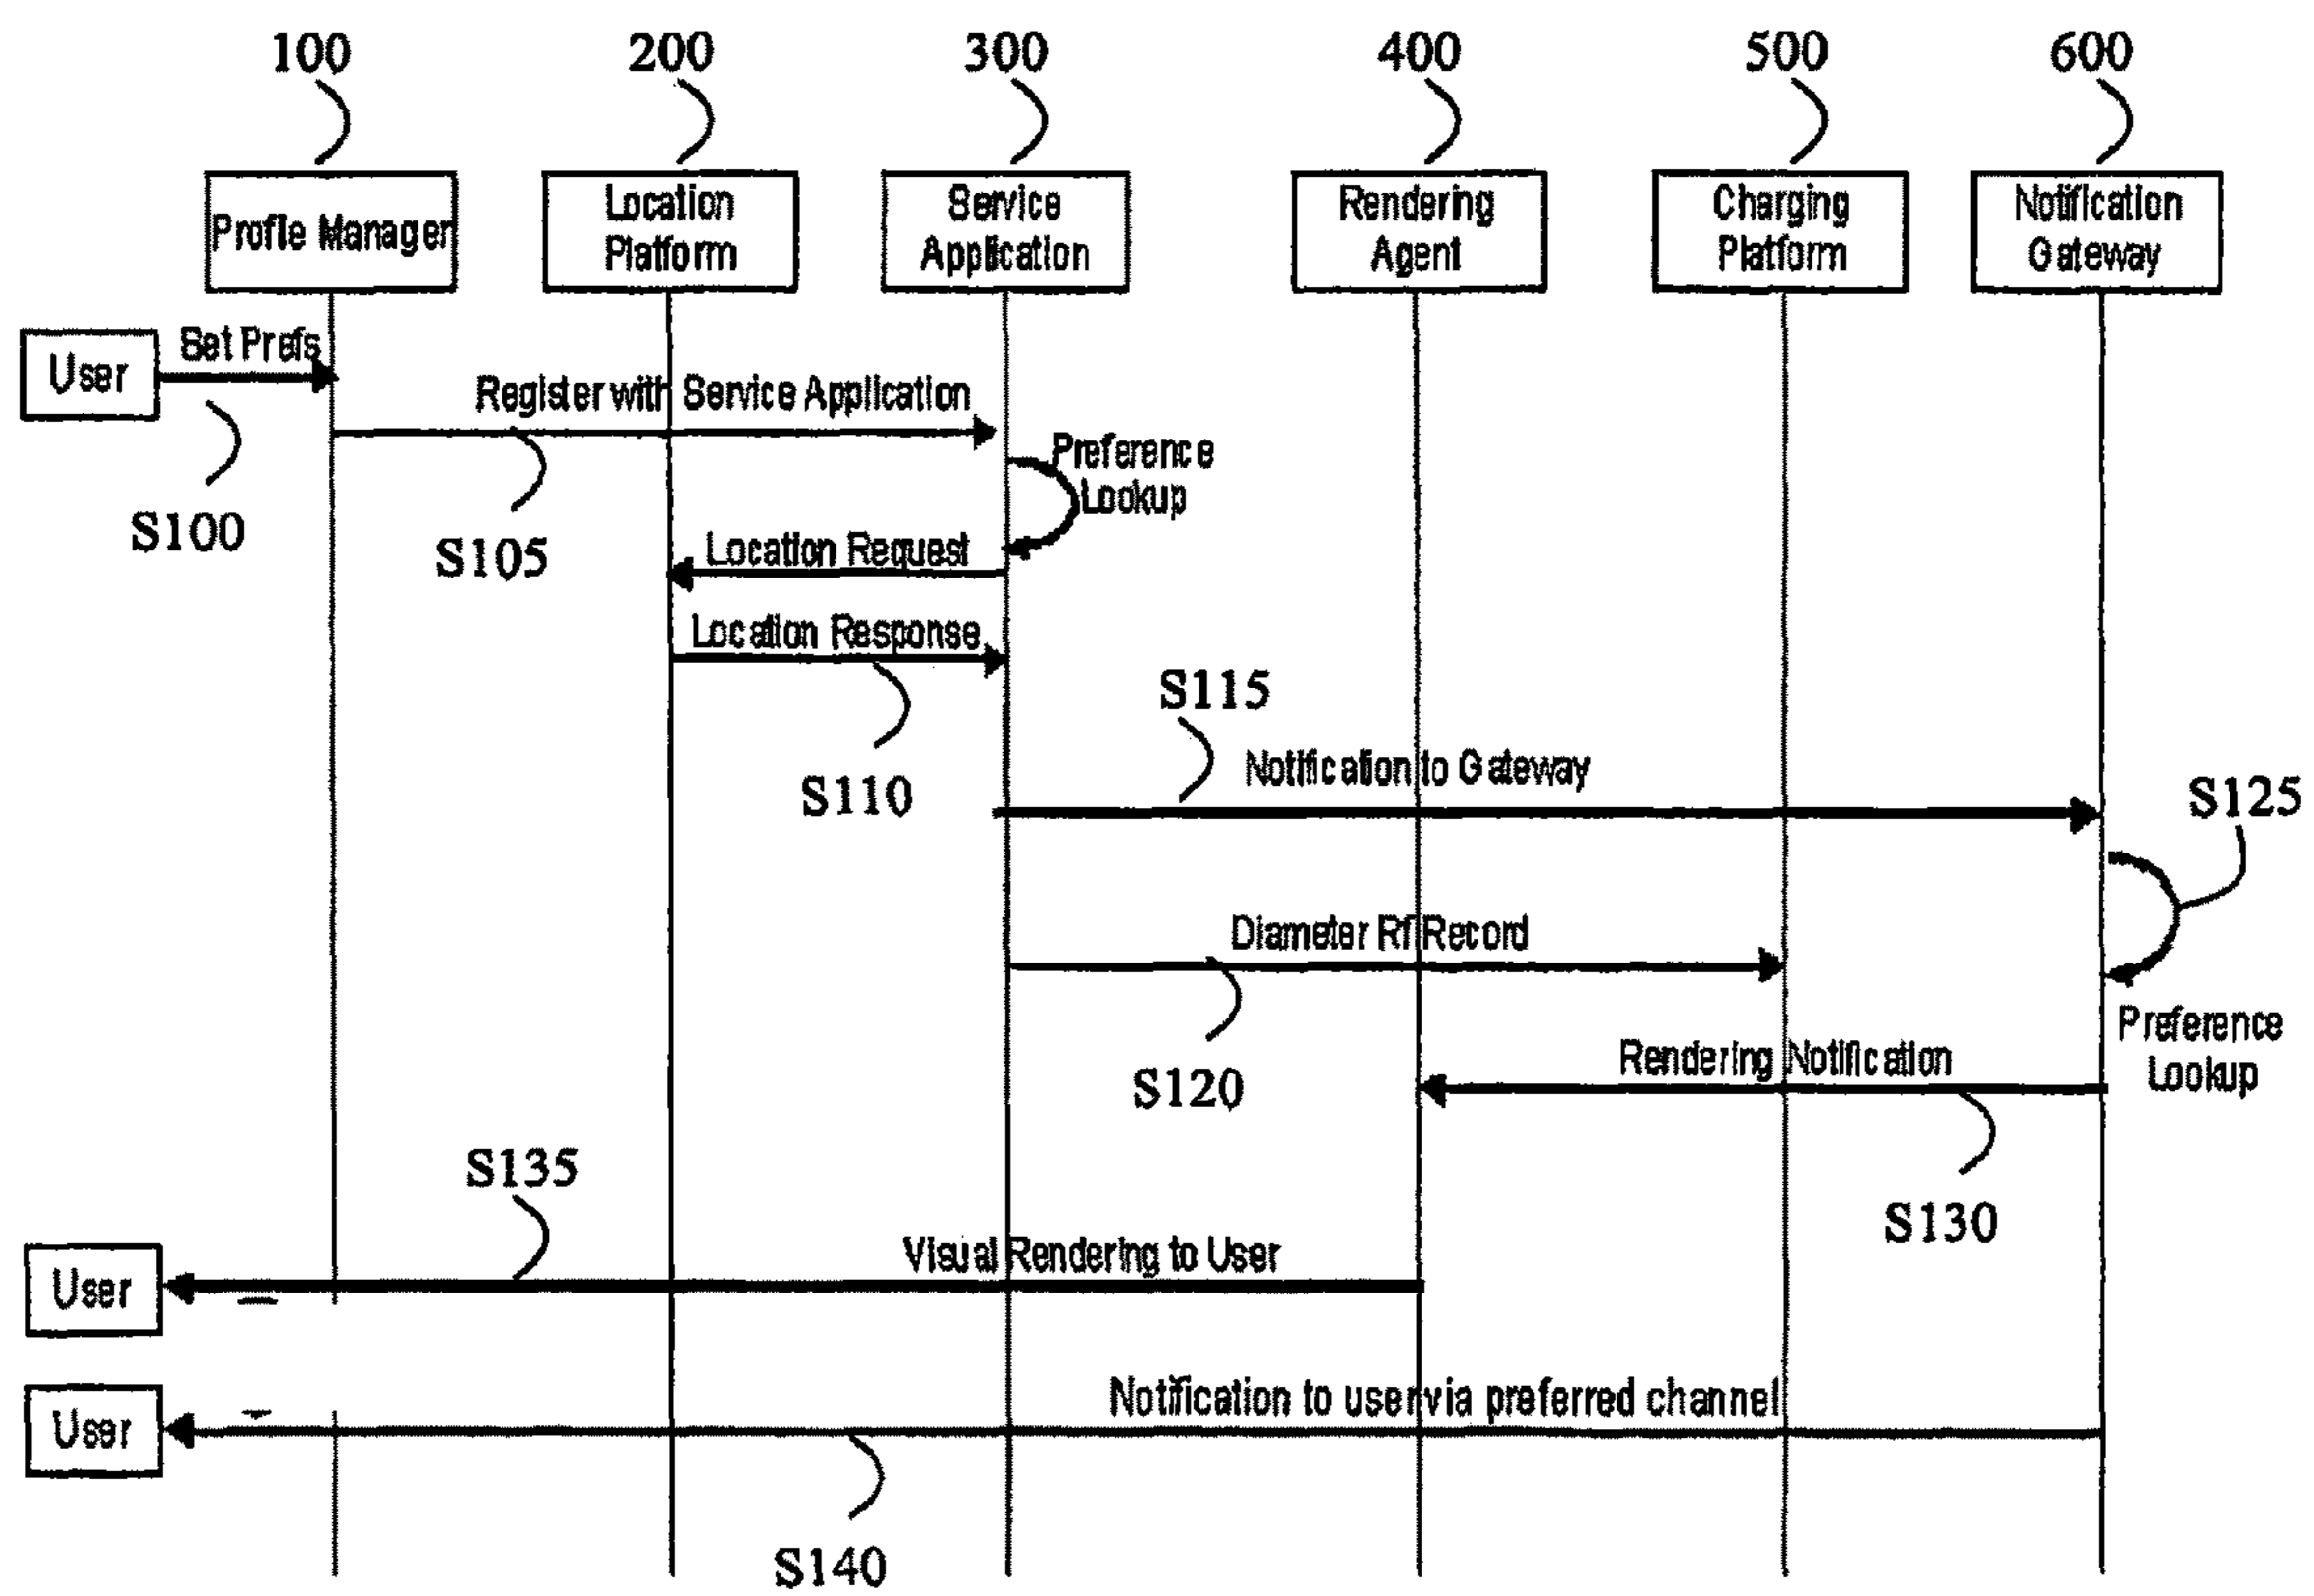 100 200 300 400 500 600
Profile Manager
Location
Platform
Service
Application
Rendering
Agent
Charging
Platform
Notification
Gateway
User
Set Prefs
S100
Register with Service Application
S105
Preference
Lookup
Location Request
Location Response
S110
S115
Notification to Gateway
S125
Diameter Rf Record
S120
Preference
Lookup
Rendering Notification
S130
S135
Visual Rendering to User
User
Notification to user via preferred channel
User
S140